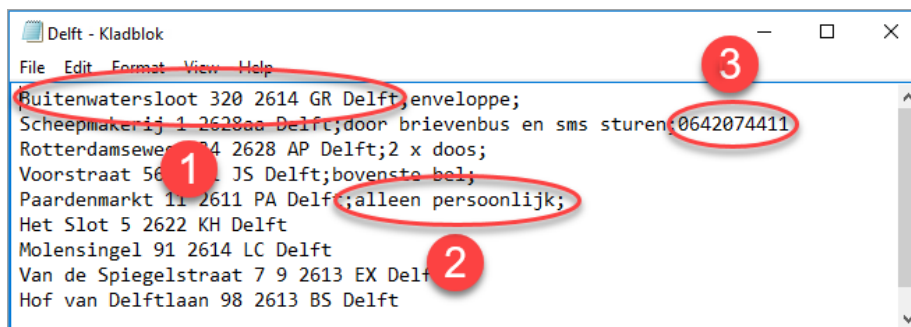 Delft - Kladblok
File Edit Format View Help
3
Buitenwatersloot 320 2614 GR Delft;enveloppe;
Scheepmakerij 1 2628aa Delft;door brievenbus en sms sturen;0642074411
2628 AP Delft;2 x doos;
1
Voorstraat JS Delft;bovenste bel;
Paardenmarkt 11 2611 PA Delft;alleen persoonlijk;
Het Slot 5 2622 KH Delft
2
Molensingel 91 2614 LC Delft
Van de Spiegelstraat 7 9 2613 EX Delf
Hof van Delftlaan 98 2613 BS Delft